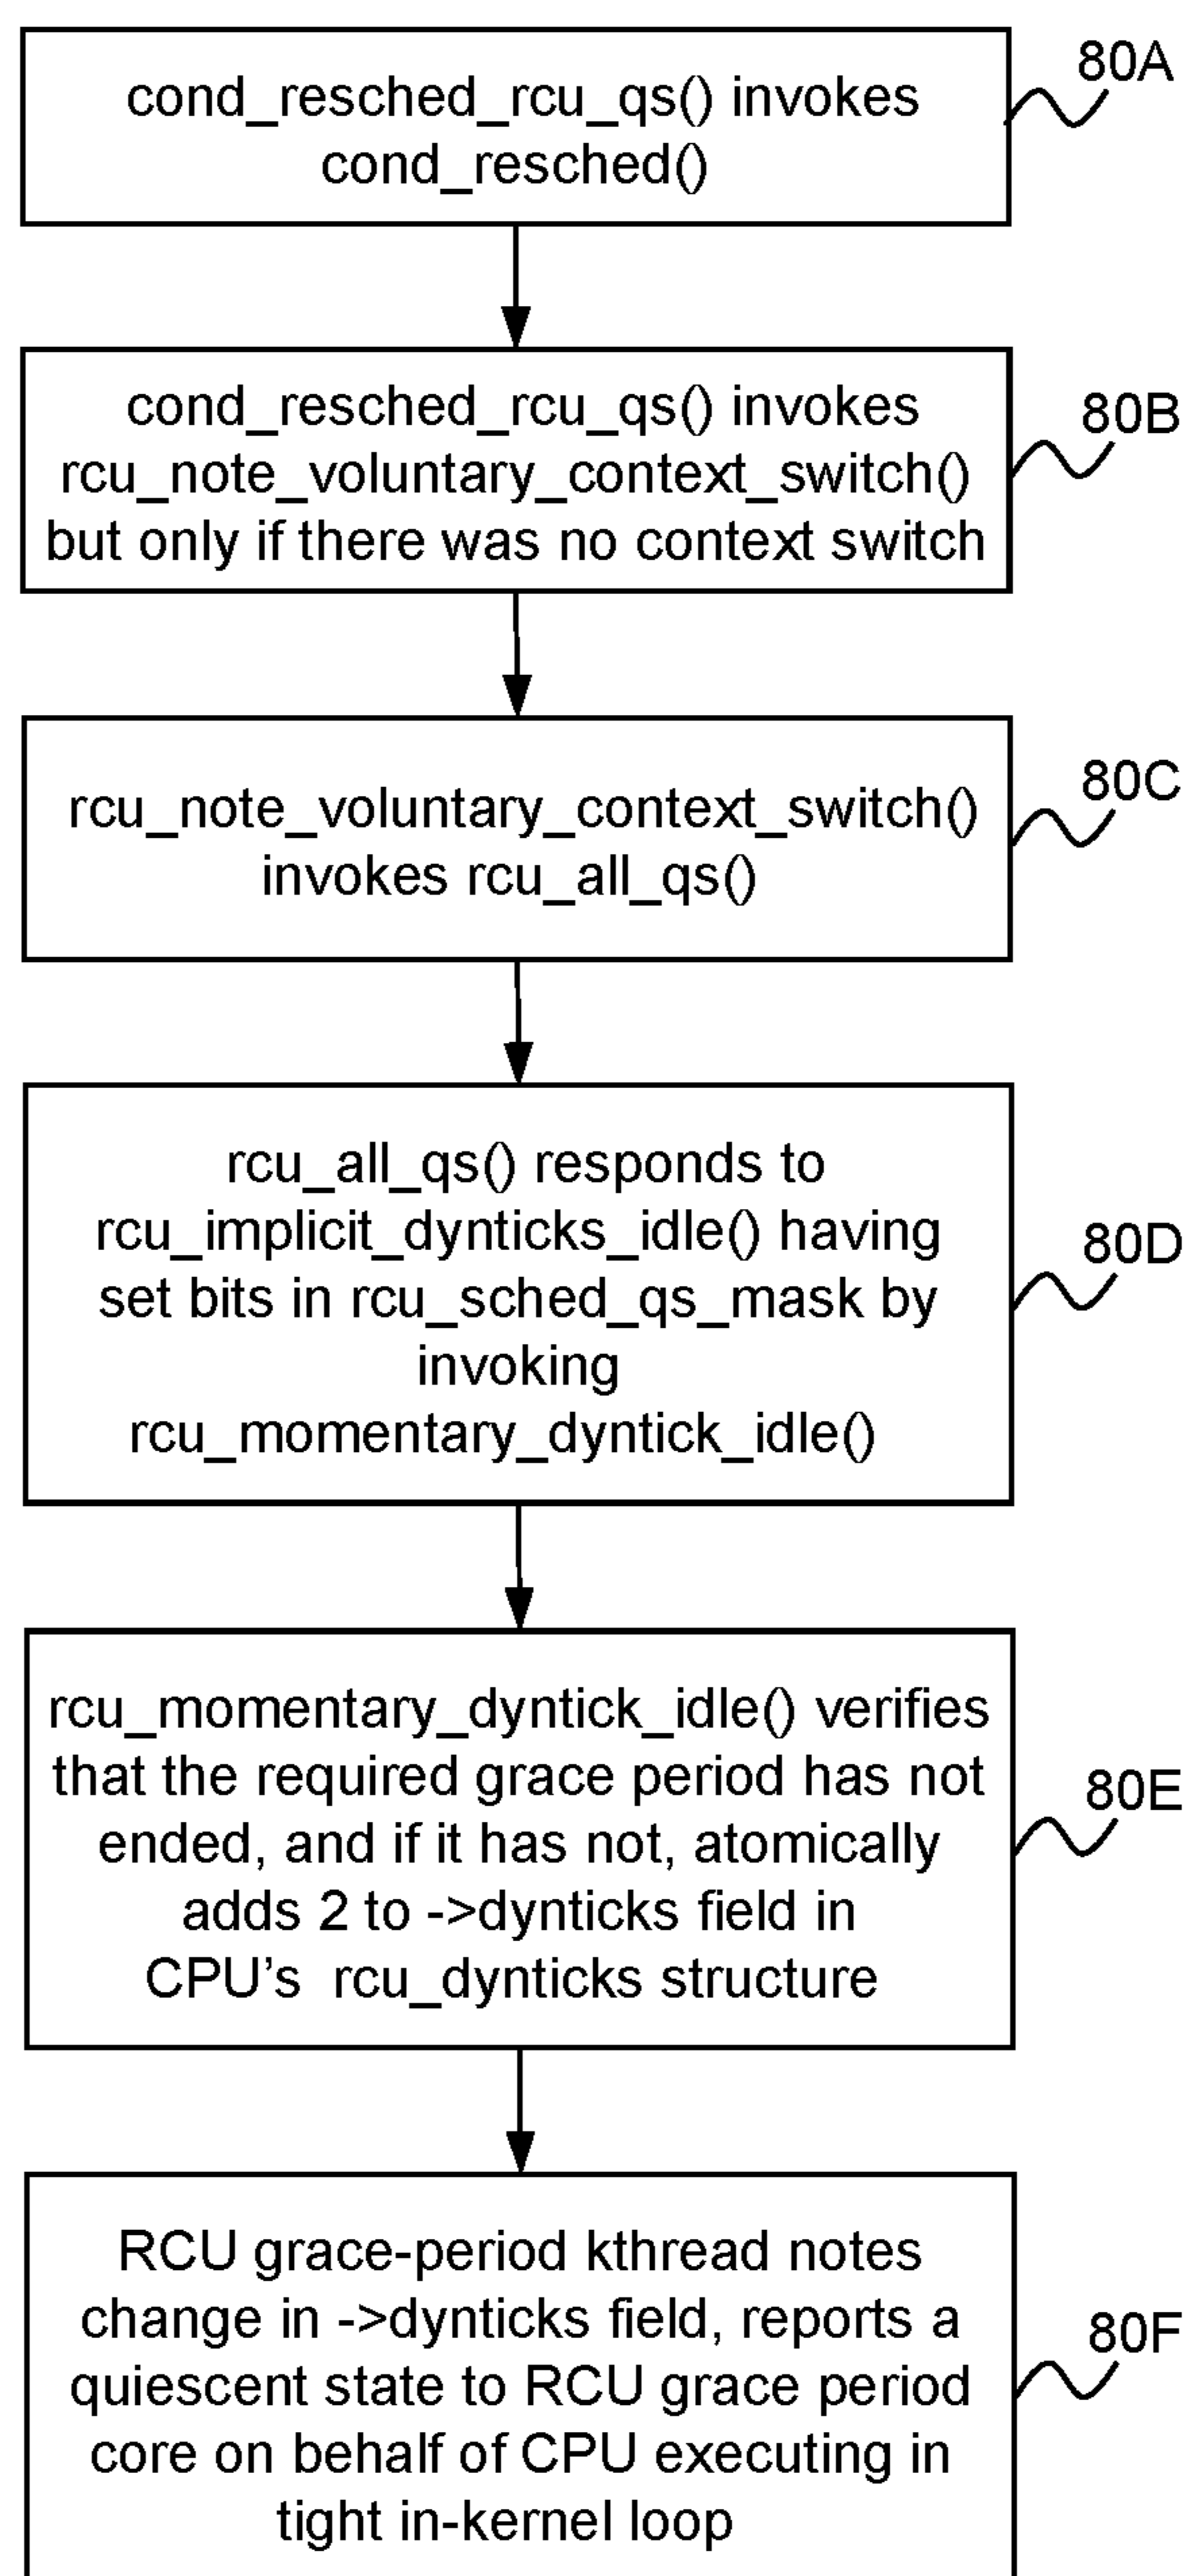 80A
cond_resched_rcu_qs() invokes
cond_resched()
80B
cond_resched_rcu_qs() invokes
rcu_note_voluntary_context_switch()
but only if there was no context switch
80C
rcu_note_voluntary_context_switch()
invokes rcu_all_qs()
80D
rcu_all_qs() responds to
rcu_implicit_dynticks_idle() having
set bits in rcu_sched_qs_mask by
invoking
rcu_momentary_dyntick_idle()
80E
rcu_momentary_dyntick_idle() verifies
that the required grace period has not
ended, and if it has not, atomically
adds 2 to ->dynticks field in
CPU's rcu_dynticks structure
80F
RCU grace-period kthread notes
change in ->dynticks field, reports a
quiescent state to RCU grace period
core on behalf of CPU executing in
tight in-kernel loop